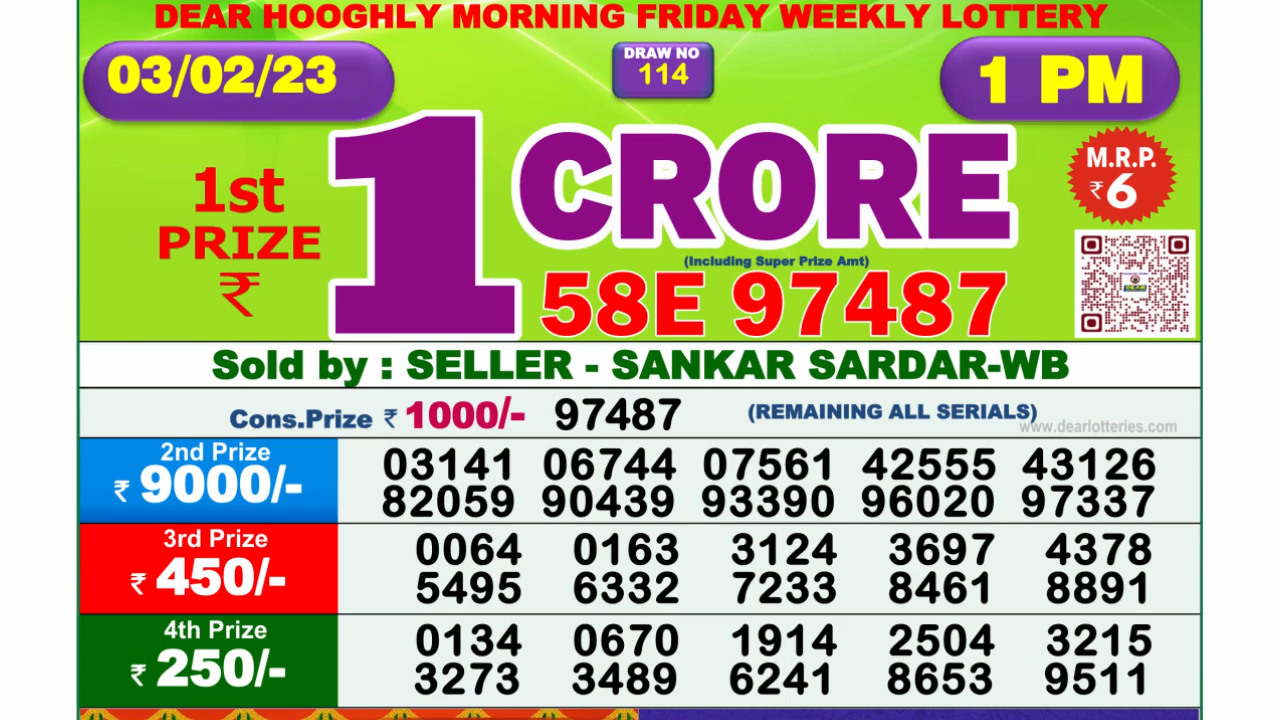 DEAR HOOGHLY MORNING FRIDAY WEEKLY LOTTERY
03/02/23
DRAW NO
114
1 PM
1st
PRIZE
₹
1 CRORE
(Including Super Prize Amt)
58E 97487
M.R.P.
₹6
DEAR
Sold by : SELLER - SANKAR SARDAR-WB
Cons.Prize ₹ 1000/- 97487 (REMAINING ALL SERIALS)
www.dearlotteries.com
2nd Prize
₹ 9000/-
03141 06744 07561 42555 43126
82059 90439 93390 96020 97337
3rd Prize
₹ 450/-
0064 0163 3124 3697 4378
5495 6332 7233 8461 8891
4th Prize
₹ 250/-
0134 0670 1914 2504 3215
3273 3489 6241 8653 9511